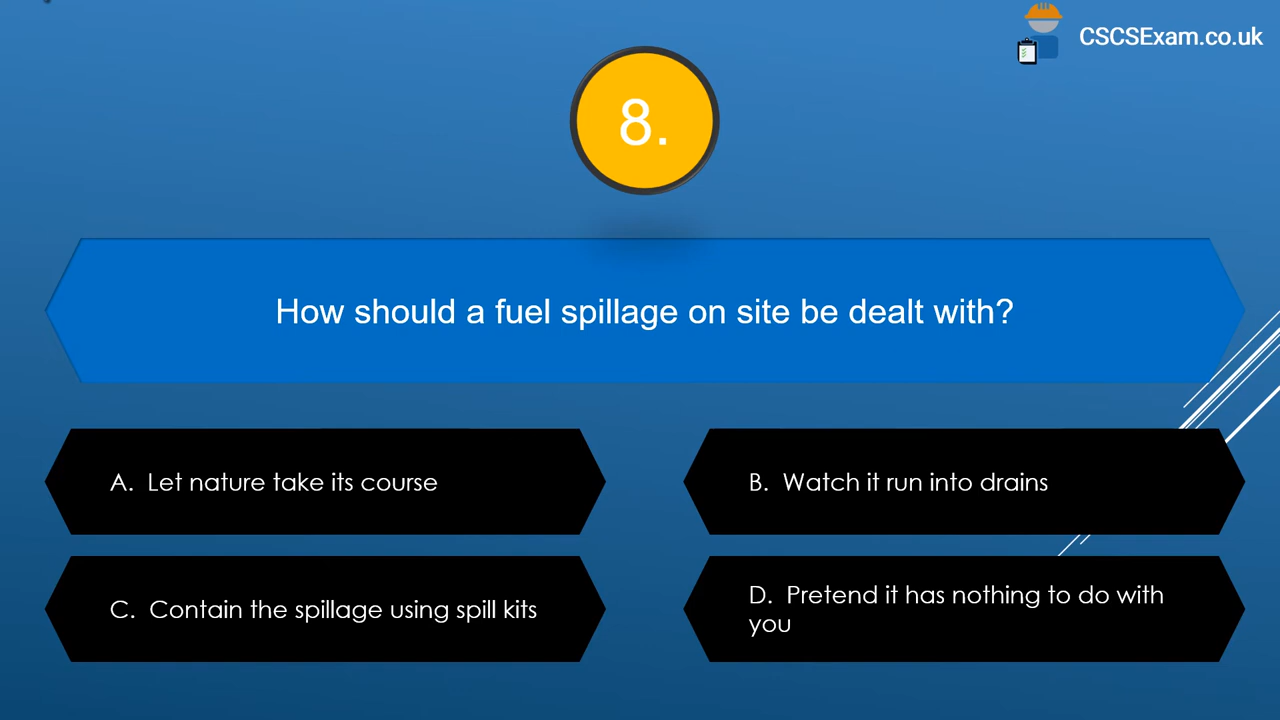 CSCSExam.co.uk
8.
How should a fuel spillage on site be dealt with?
A. Let nature take its course
B. Watch it run into drains
C. Contain the spillage using spill kits
D. Pretend it has nothing to do with
you